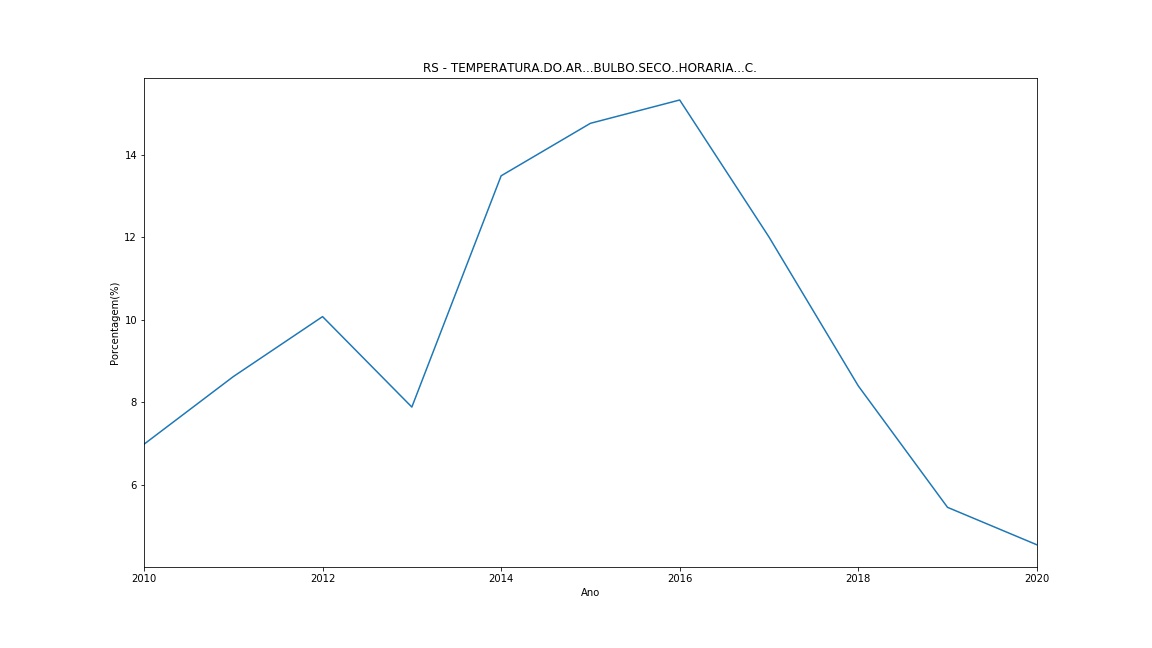 RS - TEMPERATURA.DO.AR...BULBO.SECO..HORARIA...C.
Porcentagem(%)
14
12
10
8
6
2010 2012 2014 2016 2018 2020
Ano